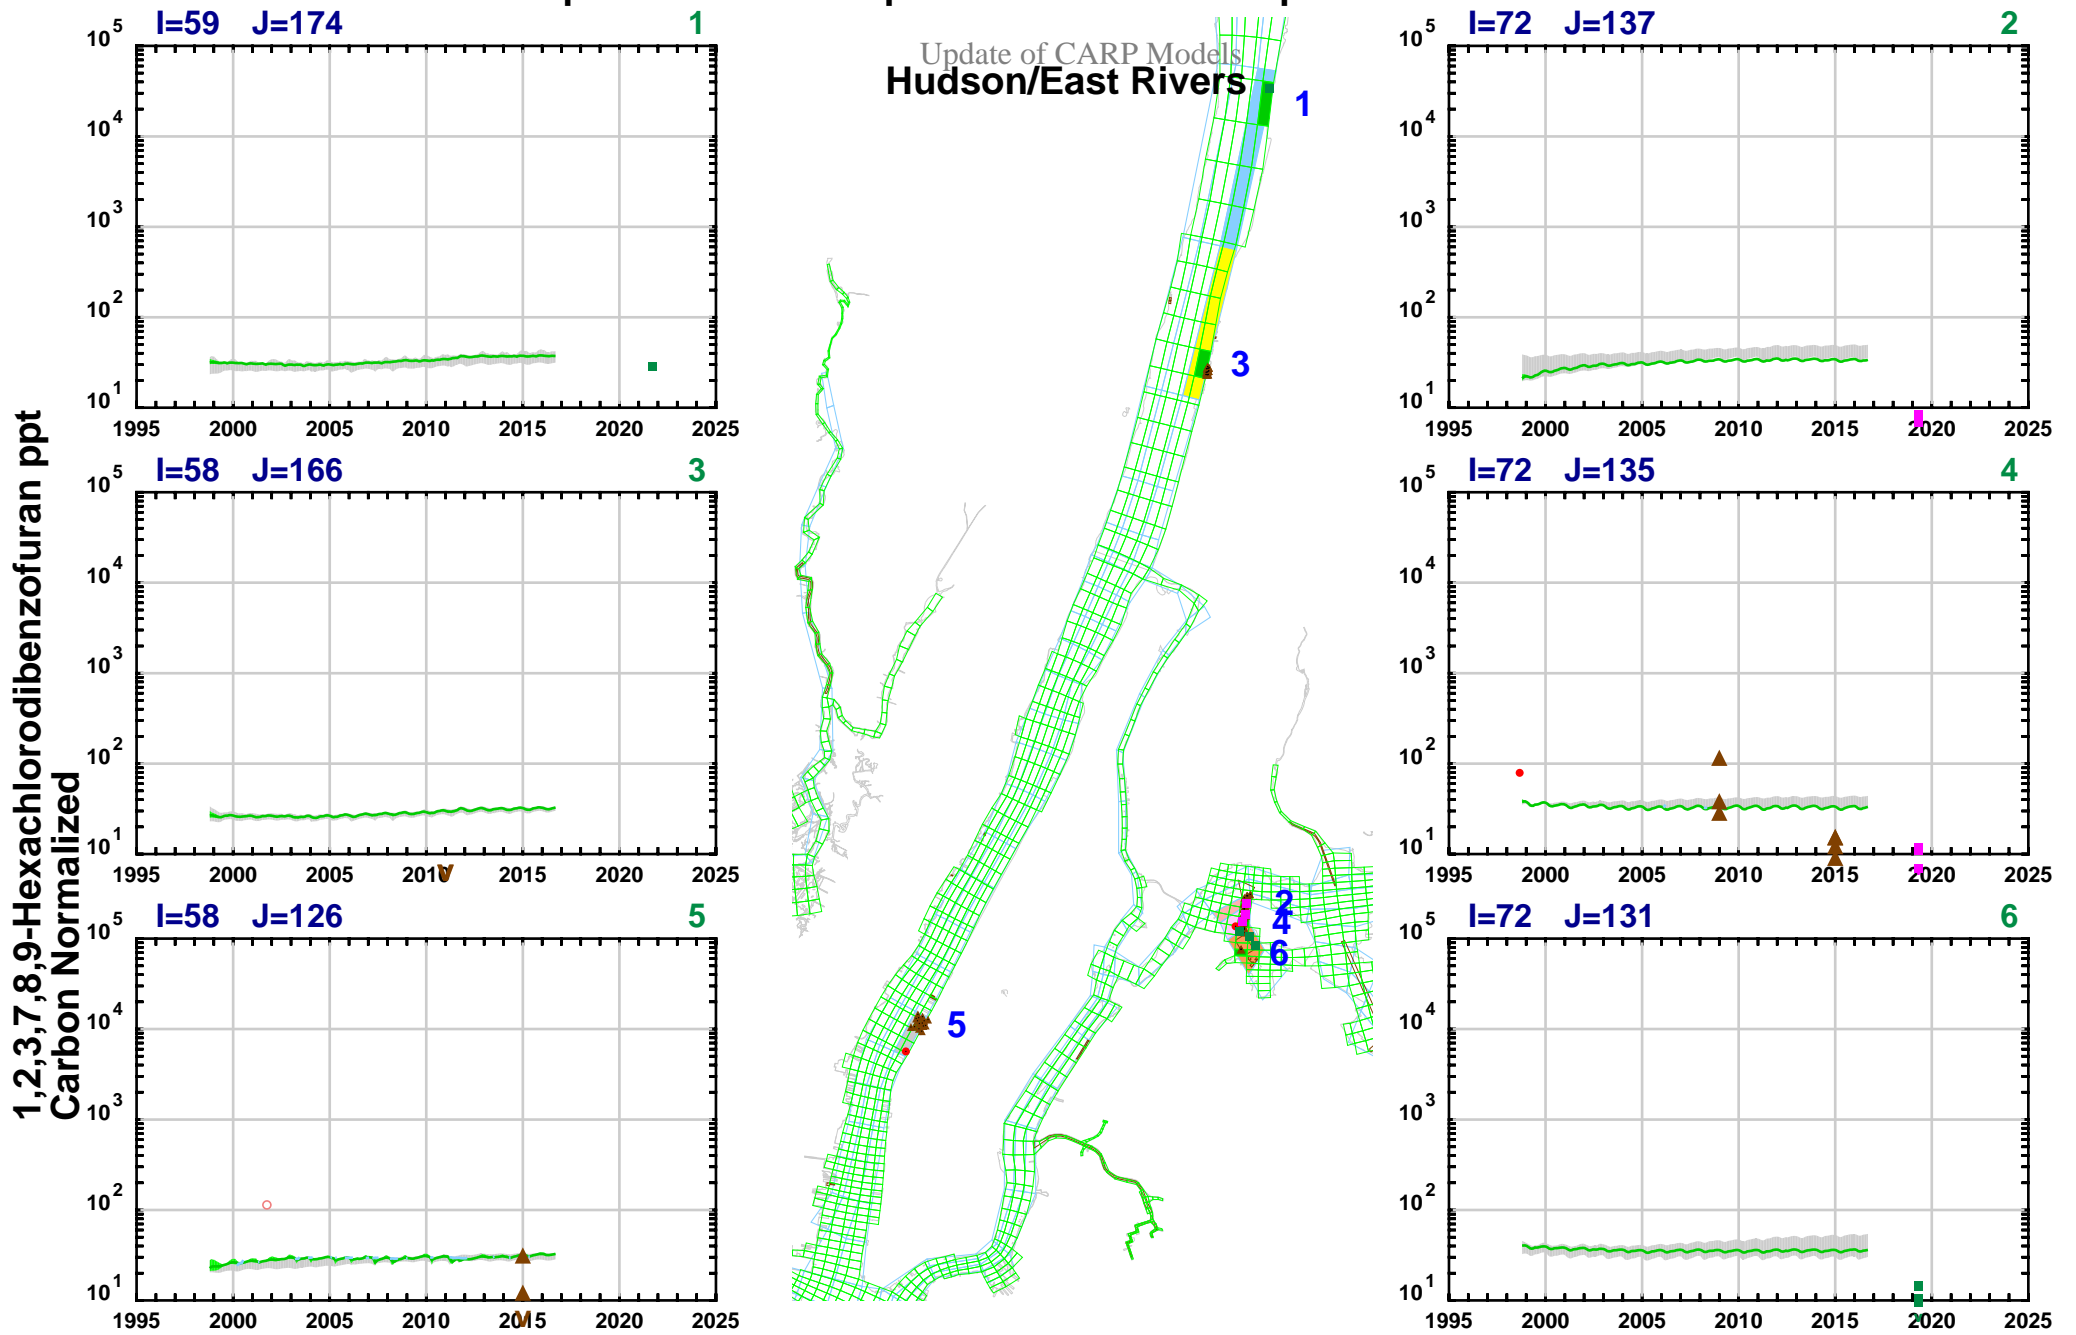 Update of CARP Models
Hudson/East Rivers
1,2,3,7,8,9-Hexachlorodibenzofuran ppt
Carbon Normalized
I=59 J=174 1
10^5
10^4
10^3
10^2
10^1
1995 2000 2005 2010 2015 2020 2025
I=72 J=137 2
10^5
10^4
10^3
10^2
10^1
1995 2000 2005 2010 2015 2020 2025
I=58 J=166 3
10^5
10^4
10^3
10^2
10^1
1995 2000 2005 2010 2015 2020 2025
I=72 J=135 4
10^5
10^4
10^3
10^2
10^1
1995 2000 2005 2010 2015 2020 2025
I=58 J=126 5
10^5
10^4
10^3
10^2
10^1
1995 2000 2005 2010 2015 2020 2025
I=72 J=131 6
10^5
10^4
10^3
10^2
10^1
1995 2000 2005 2010 2015 2020 2025
1
3
2
4
6
5